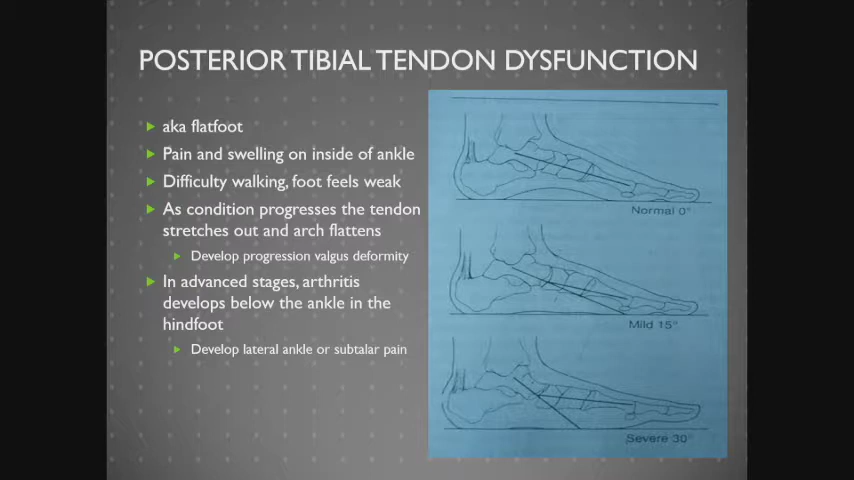 POSTERIOR TIBIAL TENDON DYSFUNCTION
aka flatfoot
Pain and swelling on inside of ankle
Difficulty walking, foot feels weak
As condition progresses the tendon
stretches out and arch flattens
Develop progression valgus deformity
In advanced stages, arthritis
develops below the ankle in the
hindfoot
Develop lateral ankle or subtalar pain
Normal 0°
Mild 15°
Severe 30°